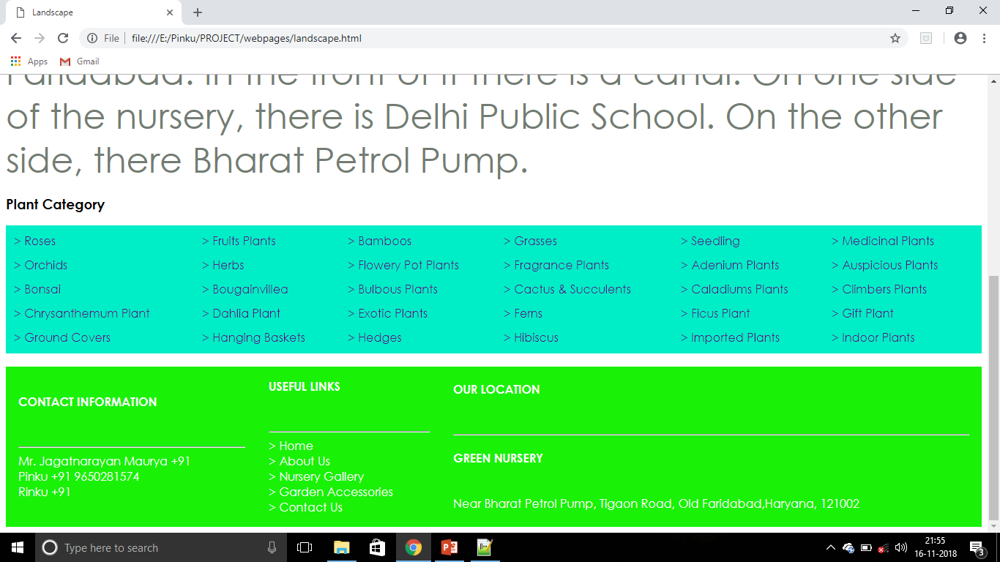 Landscape
File
file:///E:/Pinku/PROJECT/webpages/landscape.html
Apps
Gmail
Faridabad. In the front of it there is a canal. On one side
of the nursery, there is Delhi Public School. On the other
side, there Bharat Petrol Pump.
Plant Category
> Roses > Fruits Plants > Bamboos > Grasses > Seedling > Medicinal Plants
> Orchids > Herbs > Flowery Pot Plants > Fragrance Plants > Adenium Plants > Auspicious Plants
> Bonsai > Bougainvillea > Bulbous Plants > Cactus & Succulents > Caladiums Plants > Climbers Plants
> Chrysanthemum Plant > Dahlia Plant > Exotic Plants > Ferns > Ficus Plant > Gift Plant
> Ground Covers > Hanging Baskets > Hedges > Hibiscus > Imported Plants > Indoor Plants
CONTACT INFORMATION
Mr. Jagatnarayan Maurya +91
Pinku +91 9650281574
Rinku +91
USEFUL LINKS
> Home
> About Us
> Nursery Gallery
> Garden Accessories
> Contact Us
OUR LOCATION
GREEN NURSERY
Near Bharat Petrol Pump, Tigaon Road, Old Faridabad,Haryana, 121002
Type here to search
21:55
16-11-2018
3